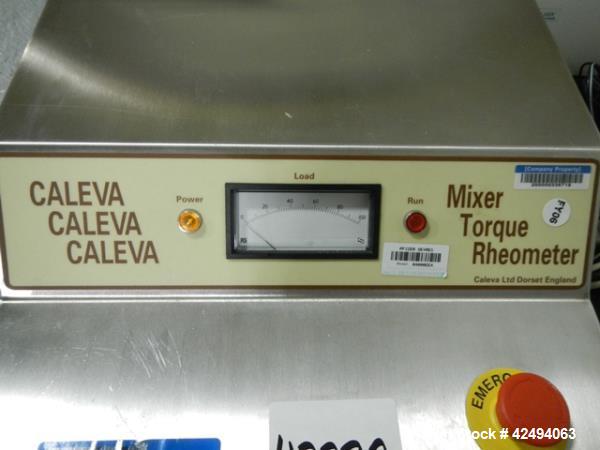 CALEVA
CALEVA
CALEVA
Power
Load
0 20 40 60 80 100
Run
Mixer
Torque
Rheometer
Caleva Ltd Dorset England
[Company Property]
FY06
EMERG
Stock # 42494063